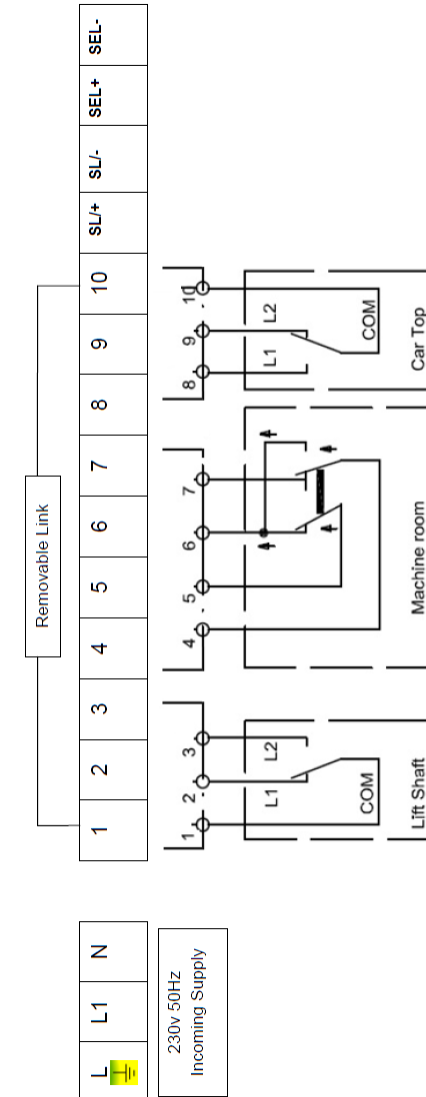 Removable Link
L L1 N 1 2 3 4 5 6 7 8 9 10 SL/+ SL/- SEL+ SEL-
230v 50Hz
Incoming Supply
1 2 3 4 5 6 7 8 9 10
L1 L2 L1 L2
COM COM
Lift Shaft Machine room Car Top